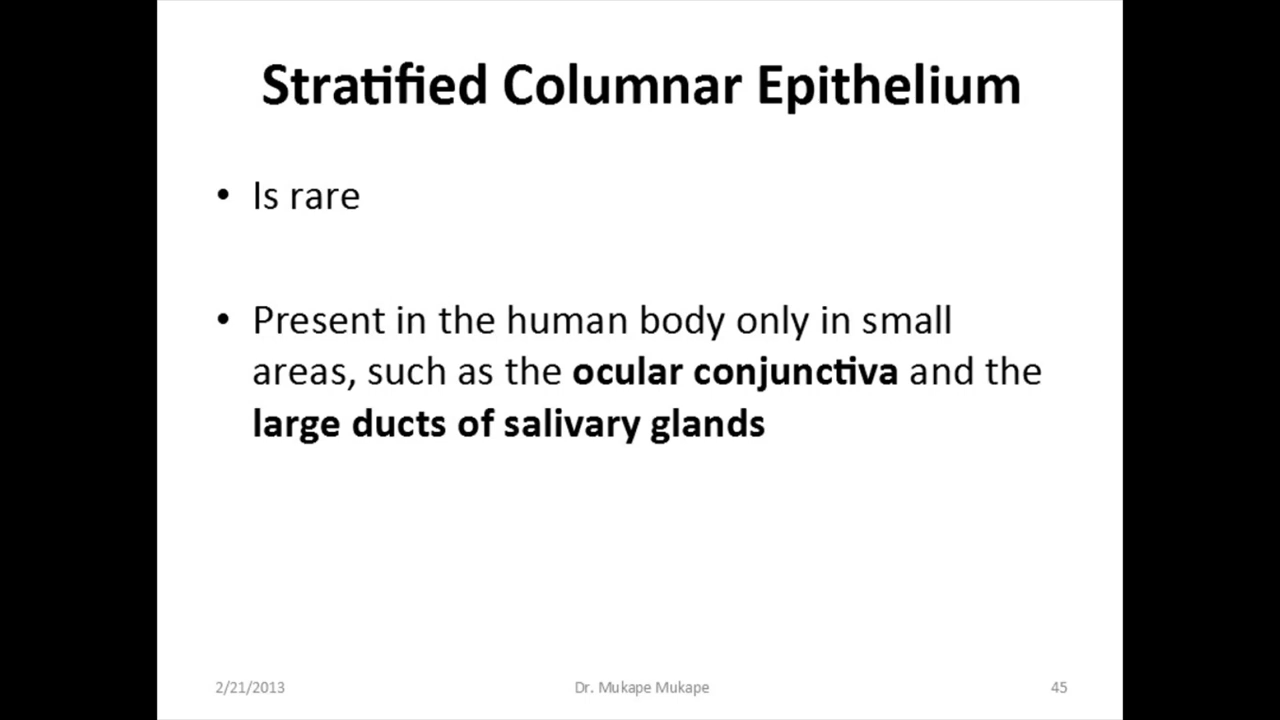 Stratified Columnar Epithelium
• Is rare
• Present in the human body only in small
areas, such as the ocular conjunctiva and the
large ducts of salivary glands
2/21/2013
Dr. Mukape Mukape
45